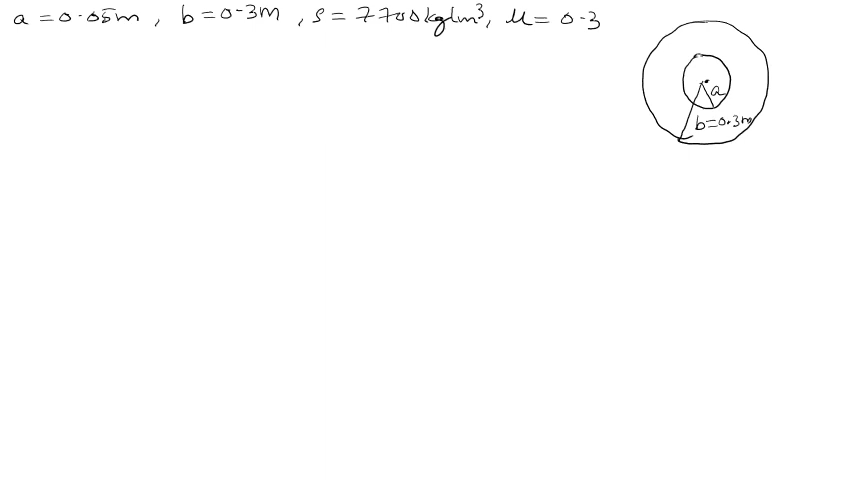 a = 0.05m , b = 0.3m , ρ = 7700kg/m³, μ = 0.3
a
b=0.3m